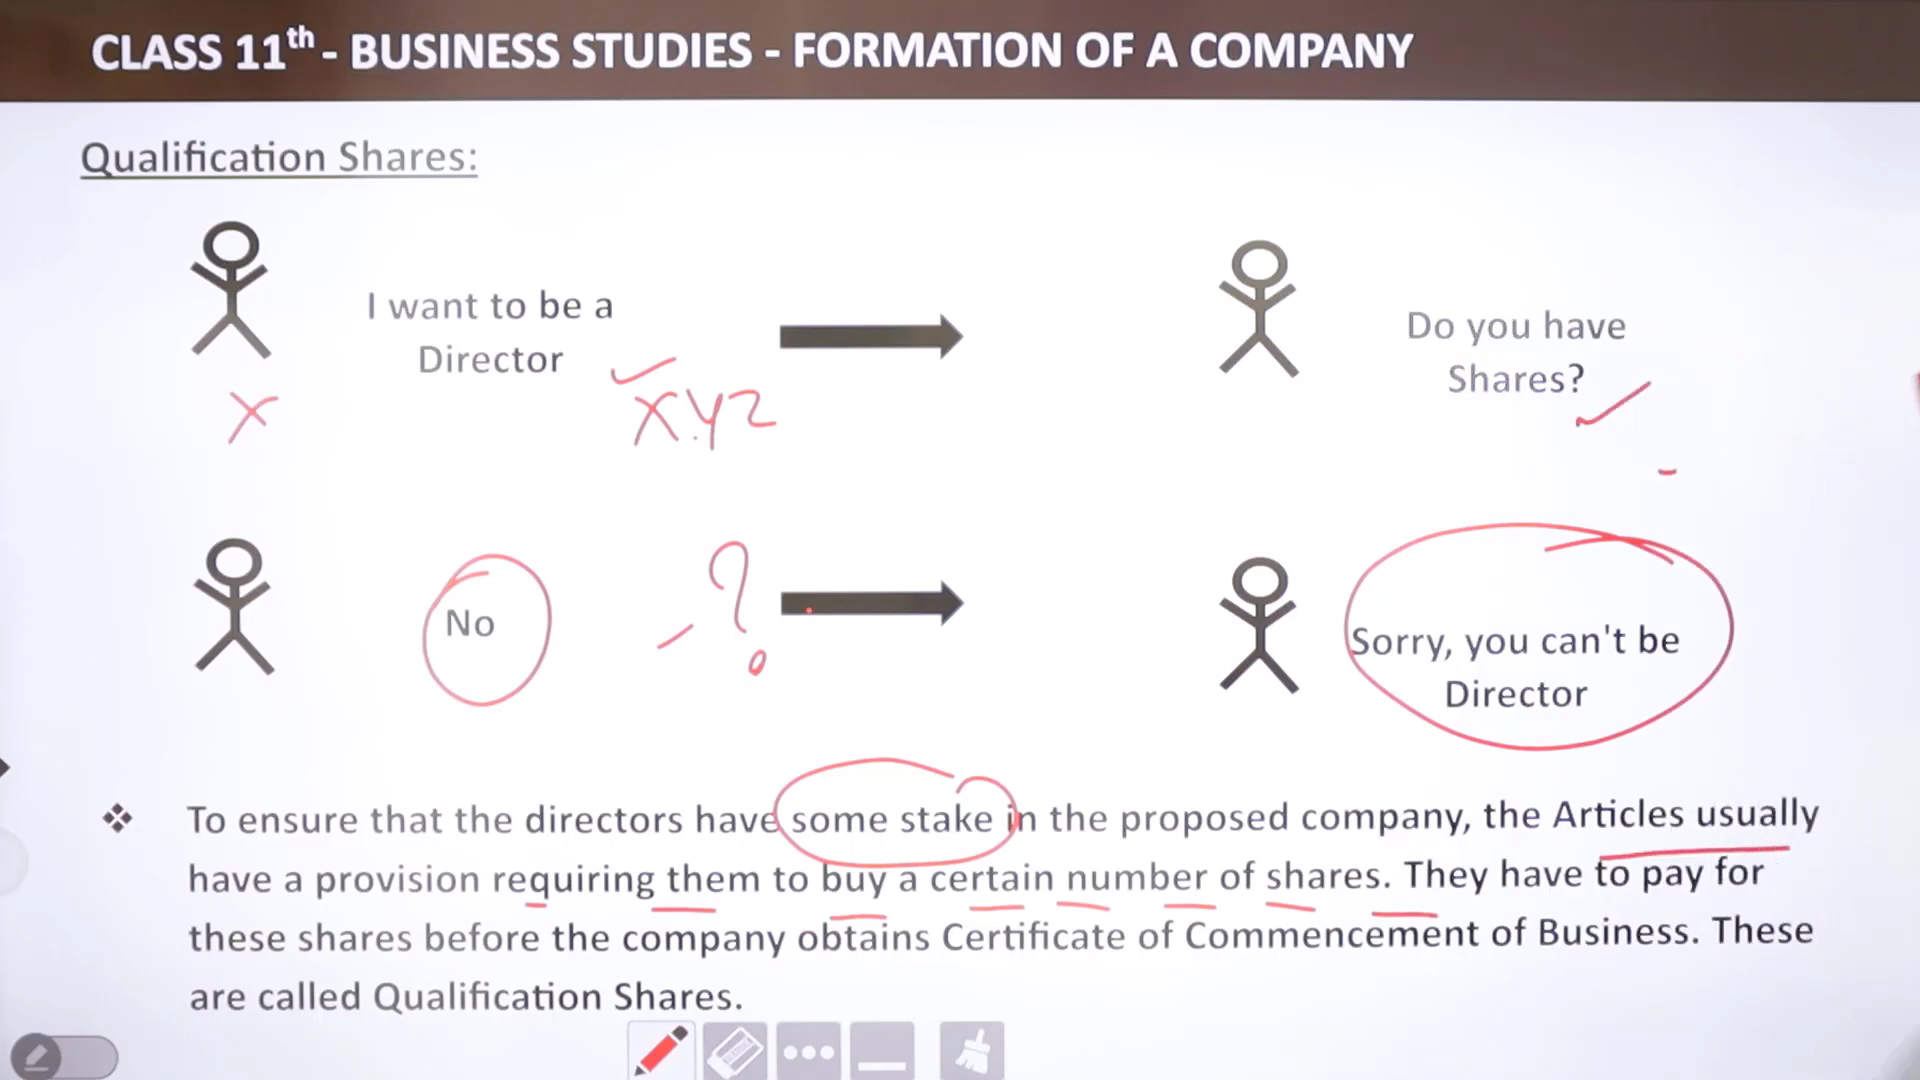 CLASS 11th - BUSINESS STUDIES - FORMATION OF A COMPANY
Qualification Shares:
I want to be a
Director
Do you have
Shares?
X
X.YZ
No
?
Sorry, you can't be
Director
❖ To ensure that the directors have some stake in the proposed company, the Articles usually
have a provision requiring them to buy a certain number of shares. They have to pay for
these shares before the company obtains Certificate of Commencement of Business. These
are called Qualification Shares.